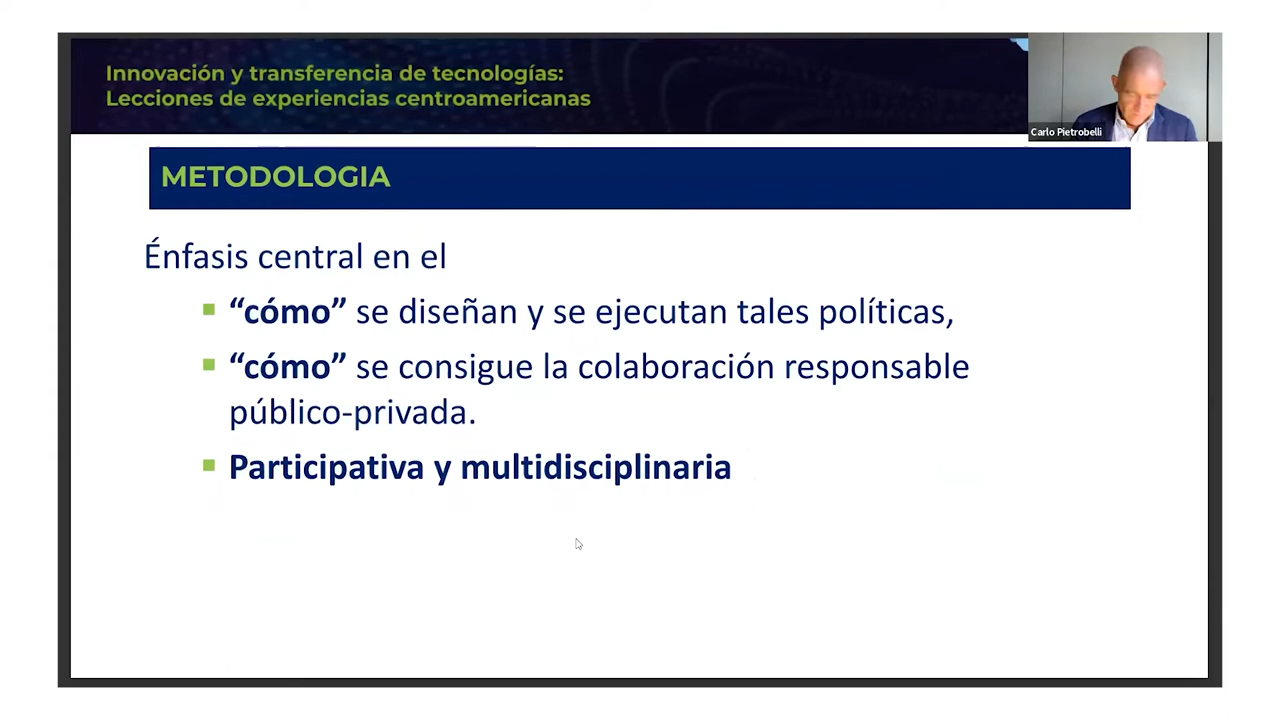 Innovación y transferencia de tecnologías:
Lecciones de experiencias centroamericanas
Carlo Pietrobelli
METODOLOGIA
Énfasis central en el
“cómo” se diseñan y se ejecutan tales políticas,
“cómo” se consigue la colaboración responsable
público-privada.
Participativa y multidisciplinaria